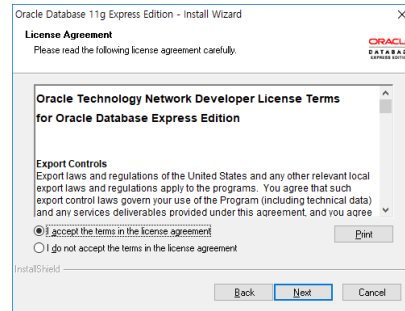 Oracle Database 11g Express Edition - Install Wizard
License Agreement
Please read the following license agreement carefully.
ORACLE
DATABASE
EXPRESS EDITION
Oracle Technology Network Developer License Terms
for Oracle Database Express Edition
Export Controls
Export laws and regulations of the United States and any other relevant local
export laws and regulations apply to the programs. You agree that such
export control laws govern your use of the Program (including technical data)
and any services deliverables provided under this agreement, and you agree
I accept the terms in the license agreement
Print
I do not accept the terms in the license agreement
InstallShield
Back
Next
Cancel